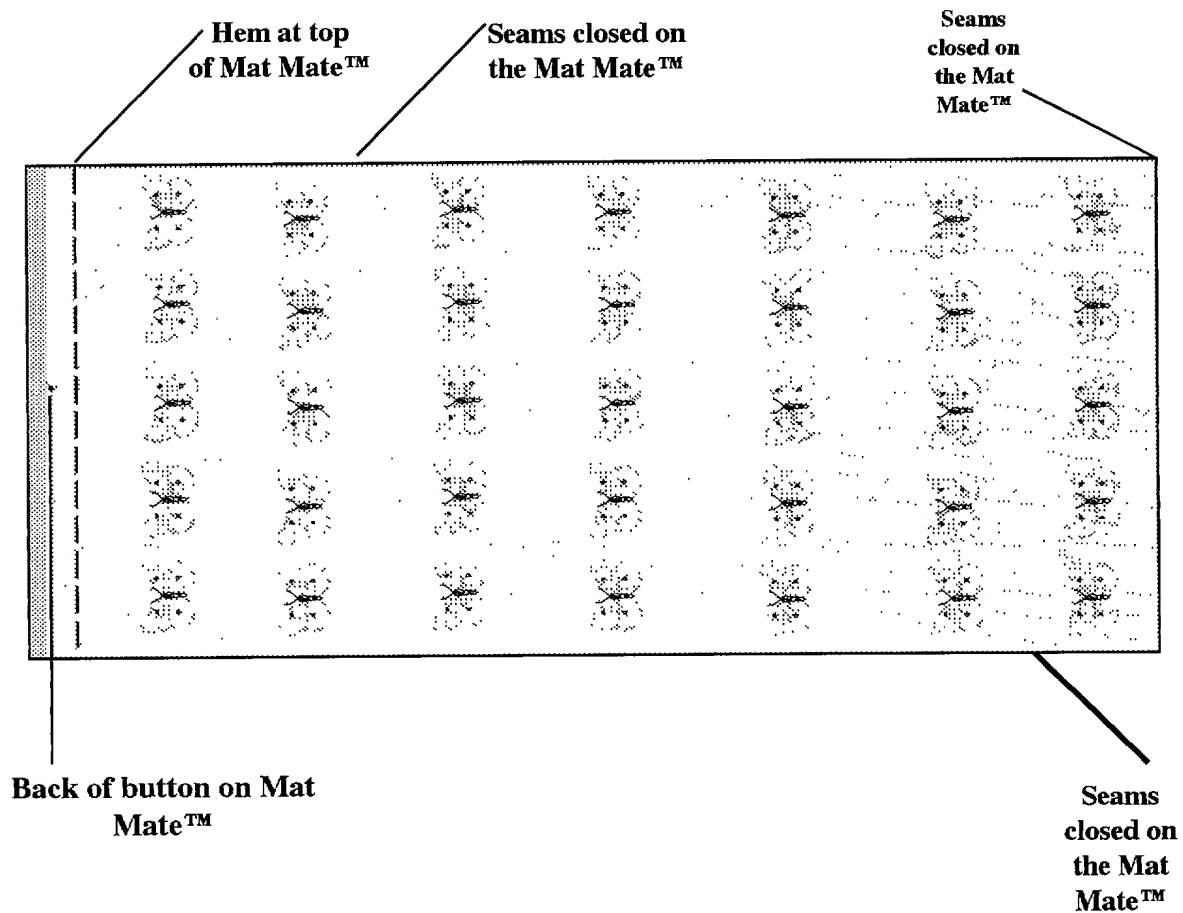 Hem at top
of Mat Mate™
Seams closed on
the Mat Mate™
Seams
closed on
the Mat
Mate™
Back of button on Mat
Mate™
Seams
closed on
the Mat
Mate™